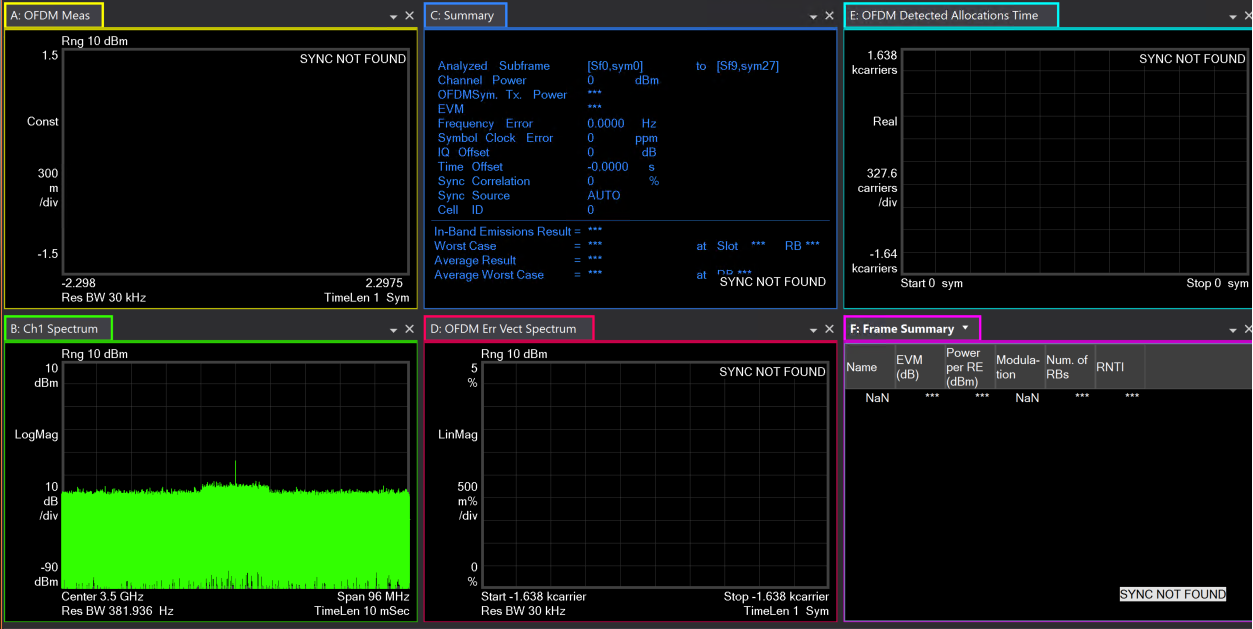 A: OFDM Meas
Rng 10 dBm
1.5
SYNC NOT FOUND
Const
300
m
/div
-1.5
-2.298
2.2975
Res BW 30 kHz
TimeLen 1 Sym
C: Summary
Analyzed Subframe [Sf0,sym0] to [Sf9,sym27]
Channel Power 0 dBm
OFDMSym. Tx. Power ***
EVM ***
Frequency Error 0.0000 Hz
Symbol Clock Error 0 ppm
IQ Offset 0 dB
Time Offset -0.0000 s
Sync Correlation 0 %
Sync Source AUTO
Cell ID 0
In-Band Emissions Result = ***
Worst Case = *** at Slot *** RB ***
Average Result = ***
Average Worst Case = *** at RB ***
SYNC NOT FOUND
E: OFDM Detected Allocations Time
1.638
kcarriers
SYNC NOT FOUND
Real
327.6
carriers
/div
-1.64
kcarriers
Start 0 sym
Stop 0 sym
B: Ch1 Spectrum
Rng 10 dBm
10
dBm
LogMag
10
dB
/div
-90
dBm
Center 3.5 GHz
Span 96 MHz
Res BW 381.936 Hz
TimeLen 10 mSec
D: OFDM Err Vect Spectrum
Rng 10 dBm
5
%
SYNC NOT FOUND
LinMag
500
m%
/div
0
%
Start -1.638 kcarrier
Stop -1.638 kcarrier
Res BW 30 kHz
TimeLen 1 Sym
F: Frame Summary
Name EVM (dB) Power per RE (dBm) Modula-tion Num. of RBs RNTI
NaN *** *** NaN *** ***
SYNC NOT FOUND